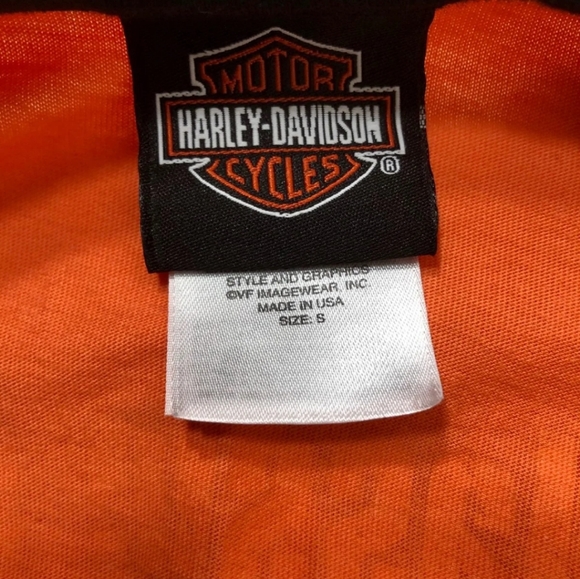 MOTOR
HARLEY-DAVIDSON
CYCLES
®
STYLE AND GRAPHICS
©VF IMAGEWEAR, INC.
MADE IN USA
SIZE: S